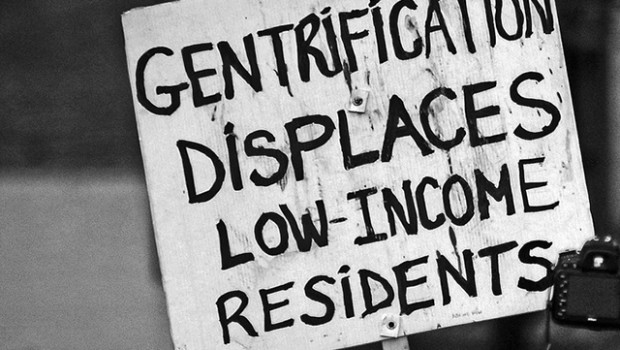 GENTRIFICATION
DISPLACES
LOW-INCOME
RESIDENTS